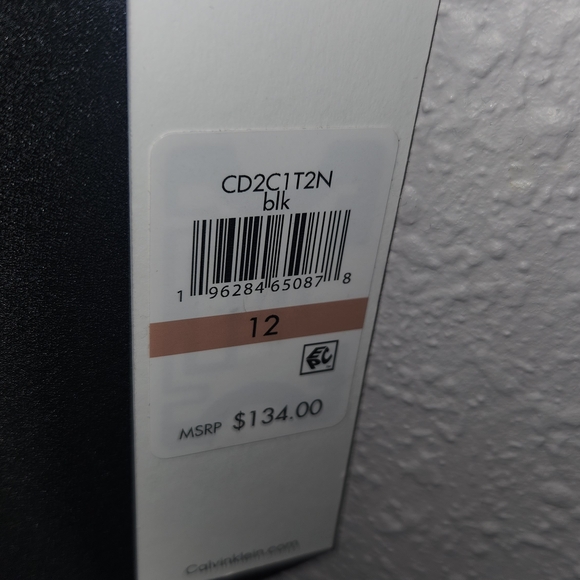 CD2C1T2N
blk
1 96284 65087 8
12
MSRP $134.00
Calvinklein.com